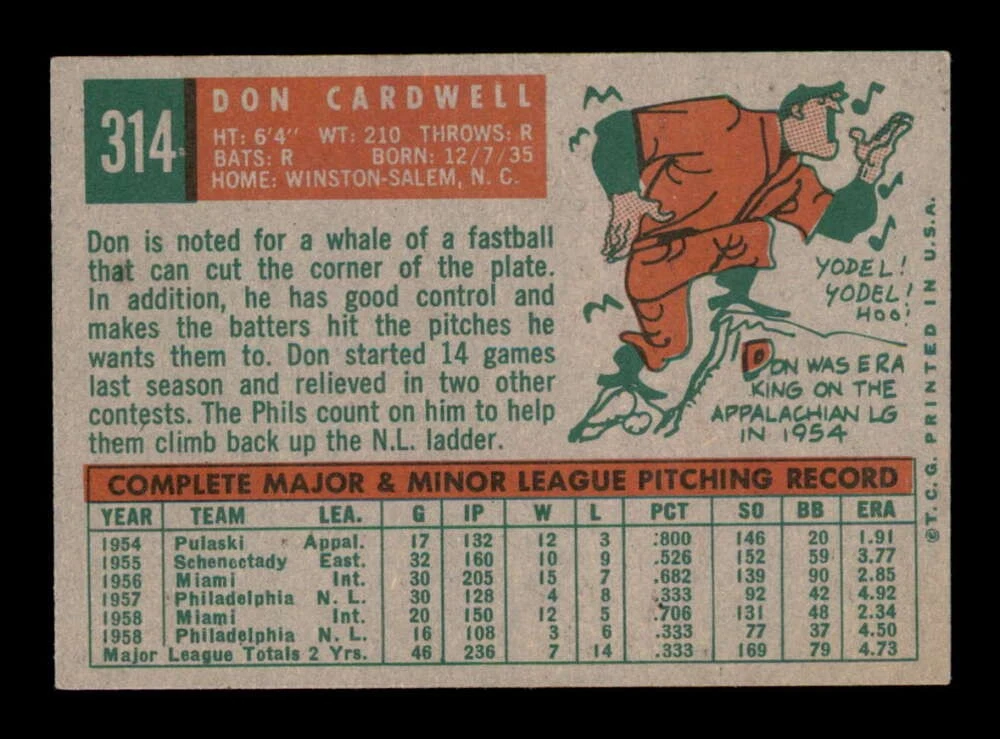 314
DON CARDWELL
HT: 6'4" WT: 210 THROWS: R
BATS: R BORN: 12/7/35
HOME: WINSTON-SALEM, N. C.
Don is noted for a whale of a fastball
that can cut the corner of the plate.
In addition, he has good control and
makes the batters hit the pitches he
wants them to. Don started 14 games
last season and relieved in two other
contests. The Phils count on him to help
them climb back up the N.L. ladder.
YODEL!
YODEL!
HOO!!
DON WAS ERA
KING ON THE
APPALACHIAN LG
IN 1954
COMPLETE MAJOR & MINOR LEAGUE PITCHING RECORD
YEAR TEAM LEA. G IP W L PCT SO BB ERA
1954 Pulaski Appal. 17 132 12 3 .800 146 20 1.91
1955 Schenectady East. 32 160 10 9 .526 152 59 3.77
1956 Miami Int. 30 205 15 7 .682 139 90 2.85
1957 Philadelphia N. L. 30 128 4 8 .333 92 42 4.92
1958 Miami Int. 20 150 12 5 .706 131 48 2.34
1958 Philadelphia N. L. 16 108 3 6 .333 77 37 4.50
Major League Totals 2 Yrs. 46 236 7 14 .333 169 79 4.73
© T. C. G. PRINTED IN U.S.A.